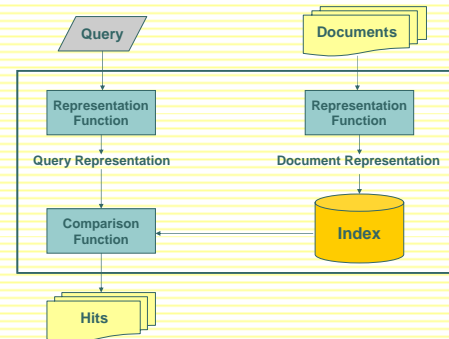 Query
Documents
Representation
Function
Representation
Function
Query Representation
Document Representation
Comparison
Function
Index
Hits